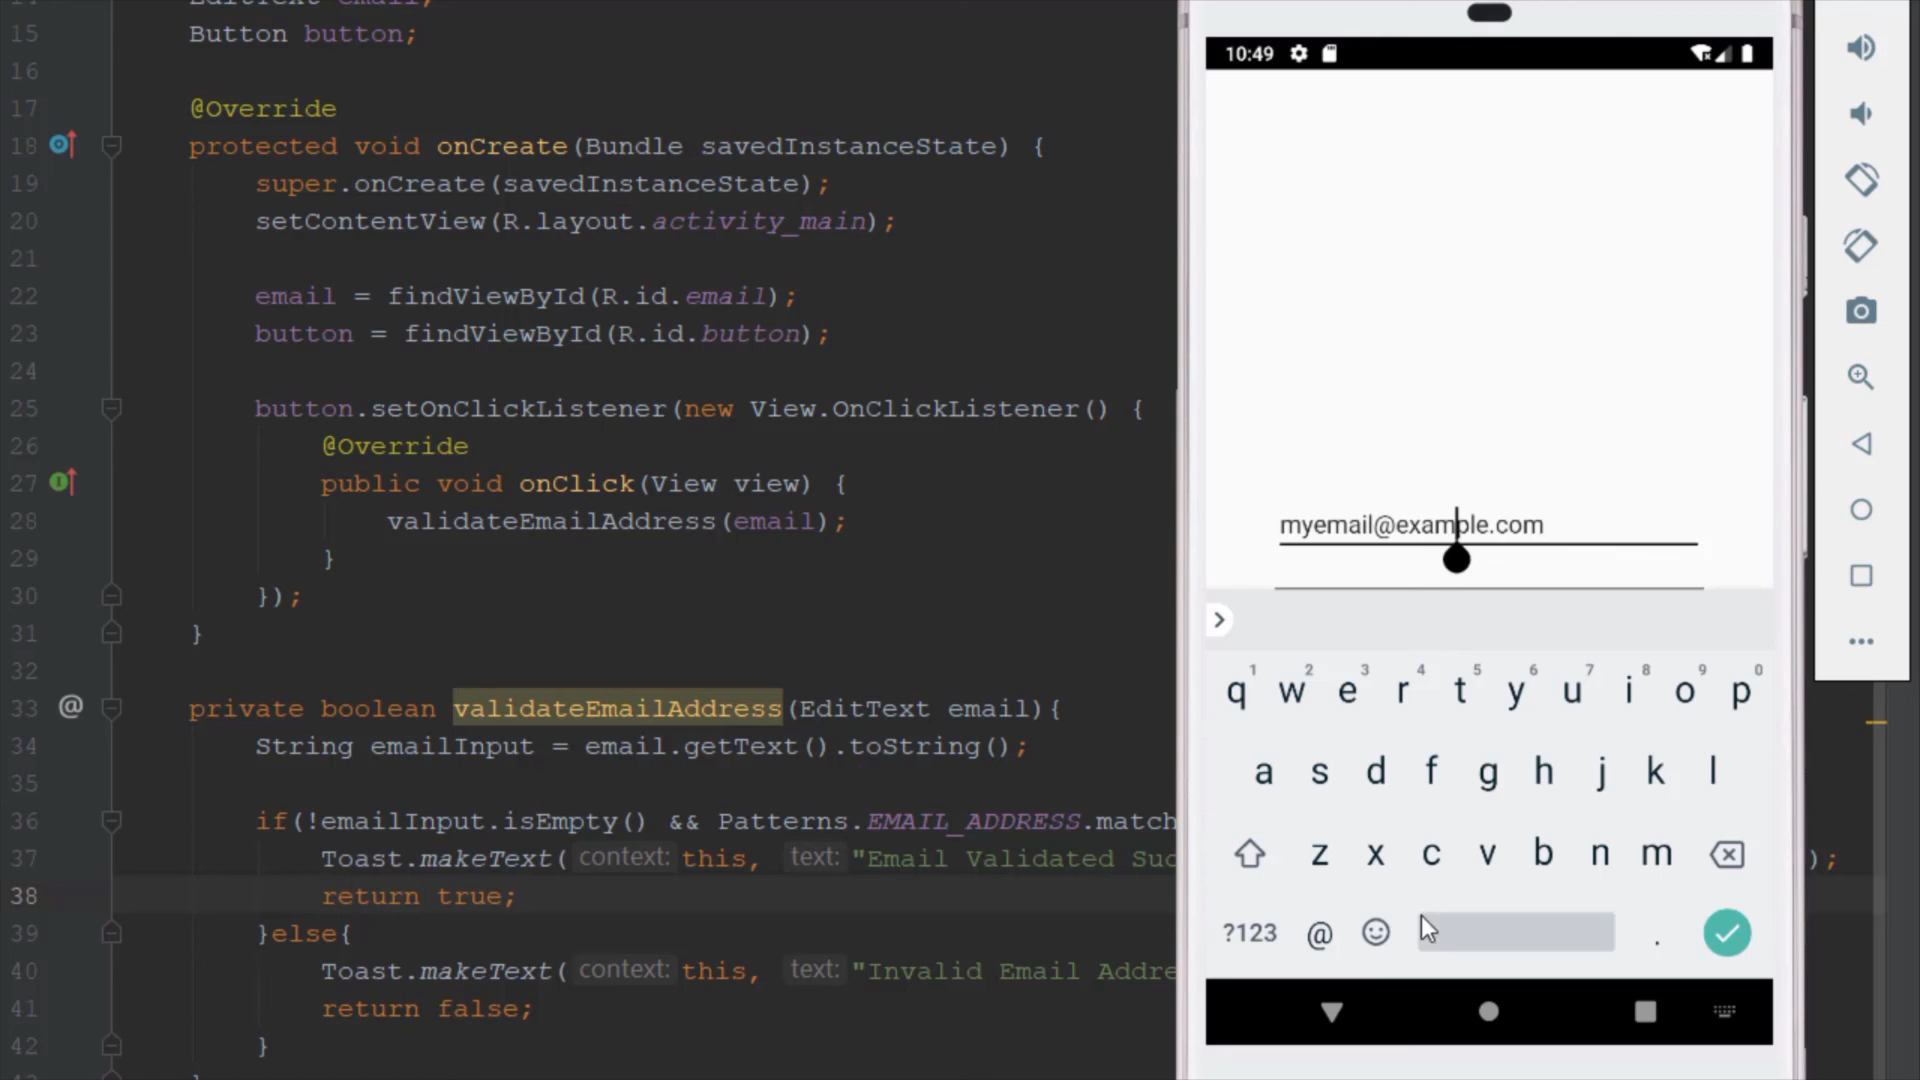 EditText email;
15 Button button;
16
17 @Override
18 protected void onCreate(Bundle savedInstanceState) {
19 super.onCreate(savedInstanceState);
20 setContentView(R.layout.activity_main);
21
22 email = findViewById(R.id.email);
23 button = findViewById(R.id.button);
24
25 button.setOnClickListener(new View.OnClickListener() {
26 @Override
27 public void onClick(View view) {
28 validateEmailAddress(email);
29 }
30 });
31 }
32
33 @ private boolean validateEmailAddress(EditText email){
34 String emailInput = email.getText().toString();
35
36 if(!emailInput.isEmpty() && Patterns.EMAIL_ADDRESS.match
37 Toast.makeText( context: this, text: "Email Validated Suc );
38 return true;
39 }else{
40 Toast.makeText( context: this, text: "Invalid Email Addre
41 return false;
42 }
10:49
myemail@example.com
1 2 3 4 5 6 7 8 9 0
q w e r t y u i o p
a s d f g h j k l
z x c v b n m
?123 @ .